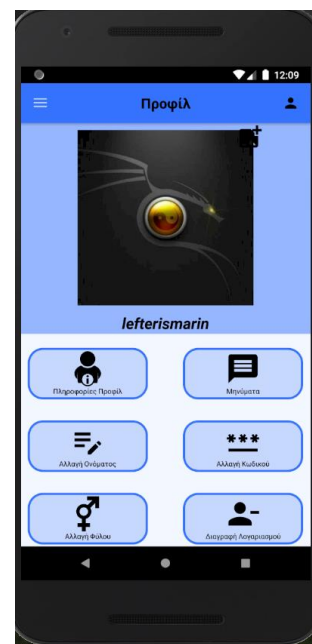 12:09
Προφίλ
lefterismarin
Πληροφορίες Προφίλ
Μηνύματα
Αλλαγή Ονόματος
***
Αλλαγή Κωδικού
Αλλαγή Φύλου
Διαγραφή Λογαριασμού